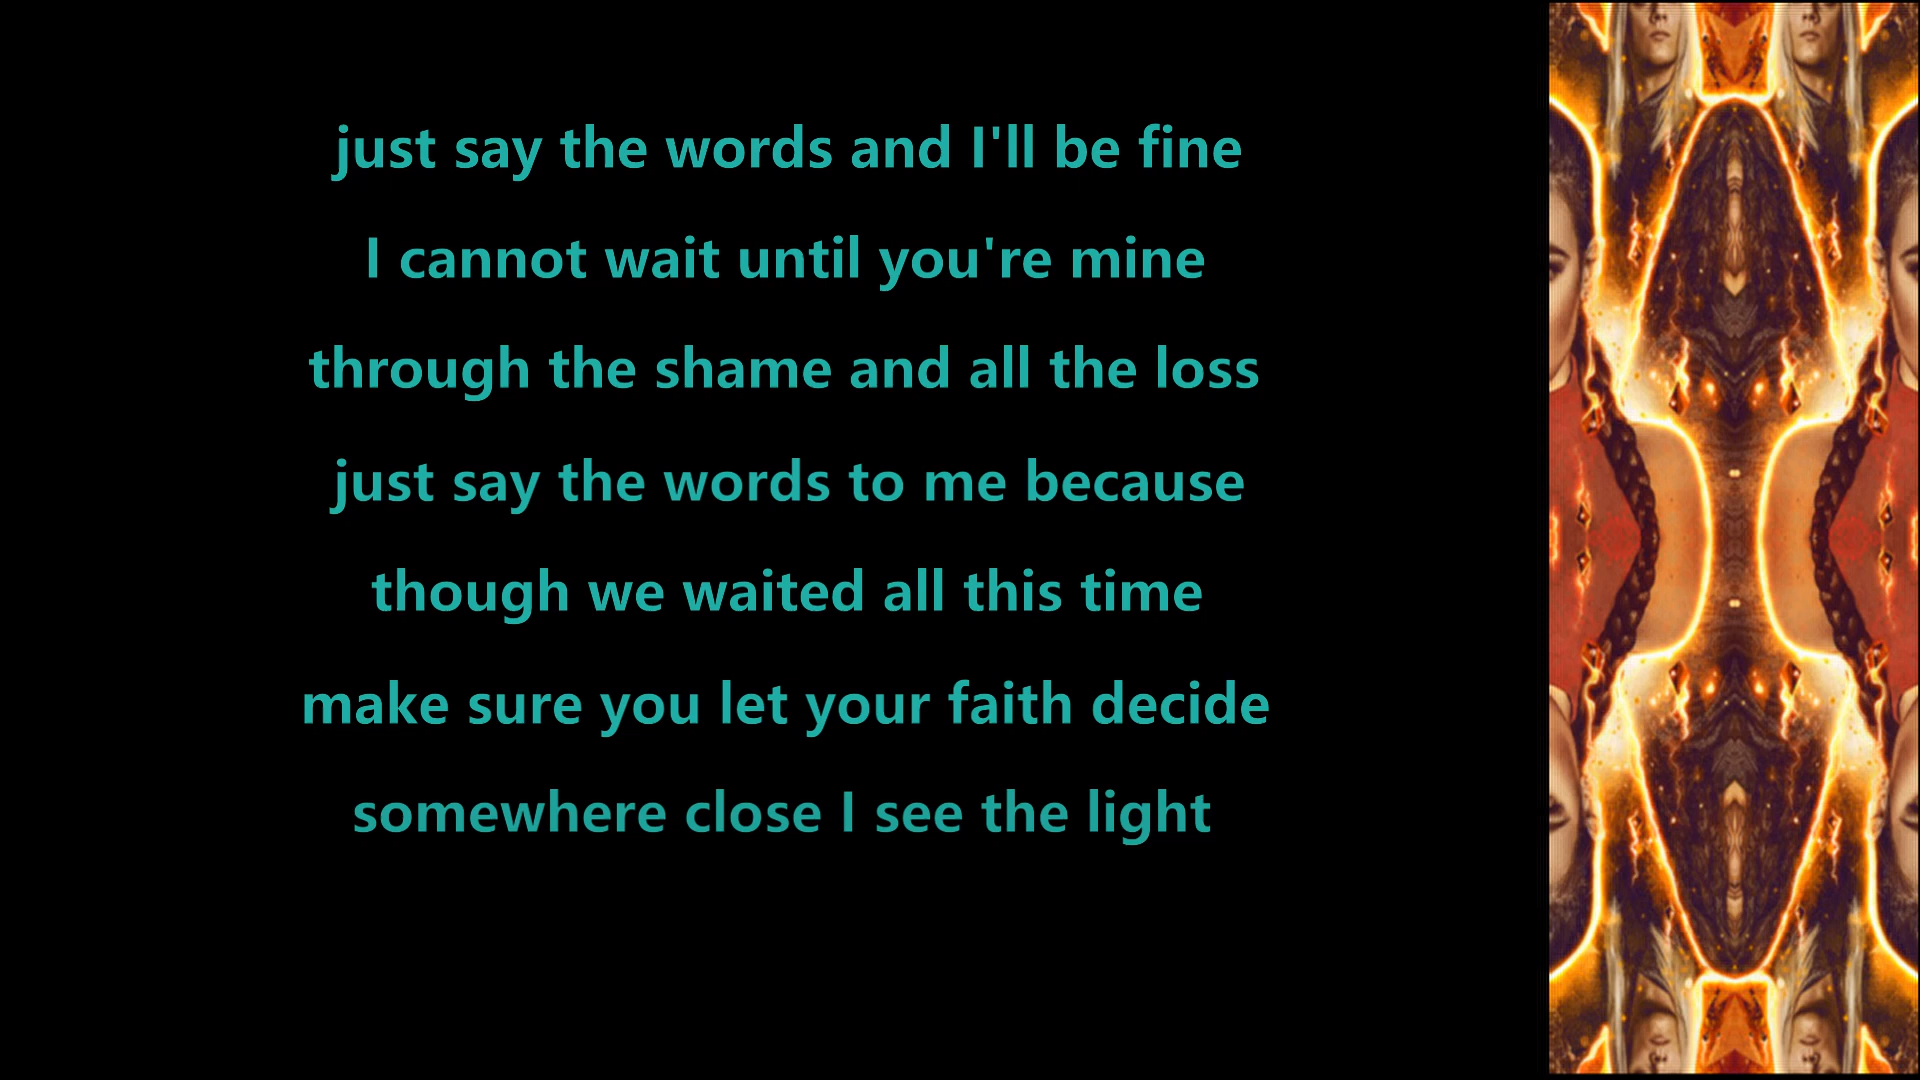 just say the words and I'll be fine
I cannot wait until you're mine
through the shame and all the loss
just say the words to me because
though we waited all this time
make sure you let your faith decide
somewhere close I see the light